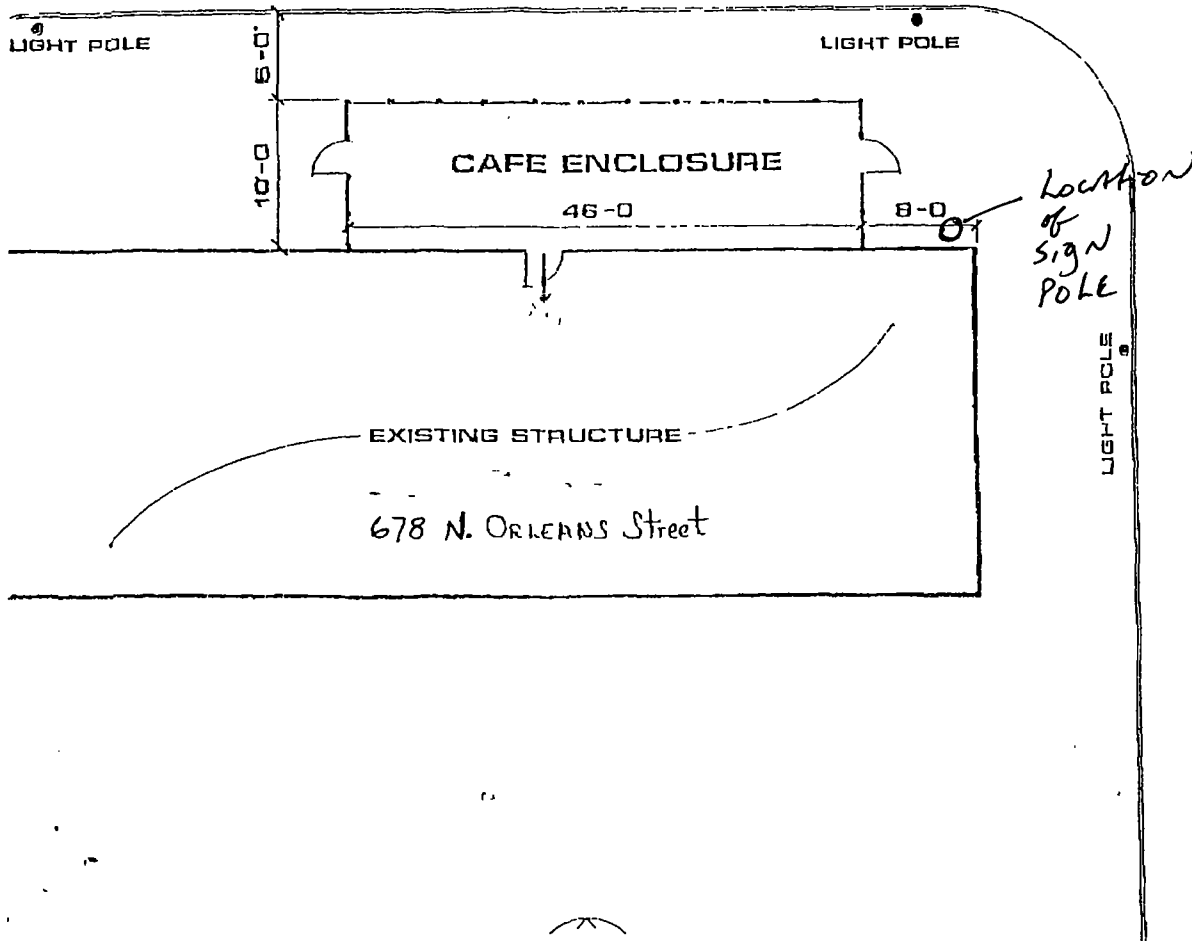 LIGHT POLE
LIGHT POLE
6-0"
10-0
CAFE ENCLOSURE
46-0
8-0
LOCATION
of
SIGN
POLE
LIGHT POLE
EXISTING STRUCTURE
678 N. ORLEANS Street